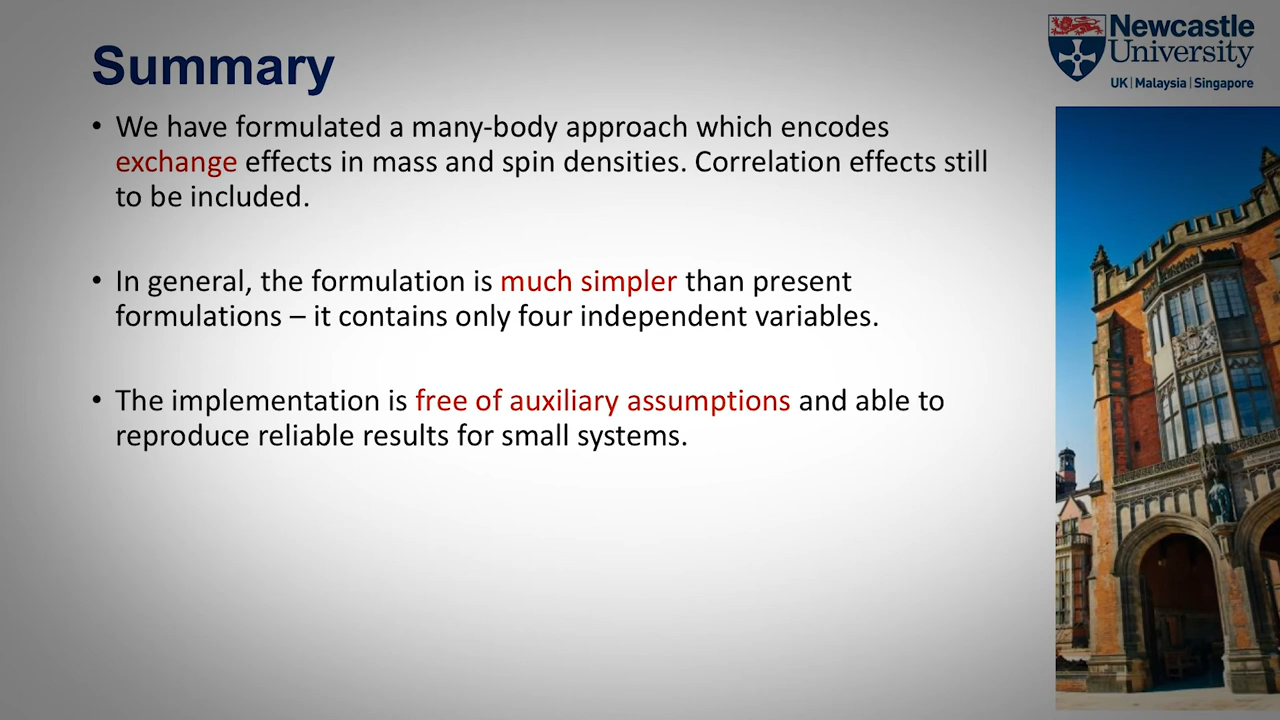 Summary
Newcastle
University
UK | Malaysia | Singapore
• We have formulated a many-body approach which encodes
exchange effects in mass and spin densities. Correlation effects still
to be included.
• In general, the formulation is much simpler than present
formulations – it contains only four independent variables.
• The implementation is free of auxiliary assumptions and able to
reproduce reliable results for small systems.